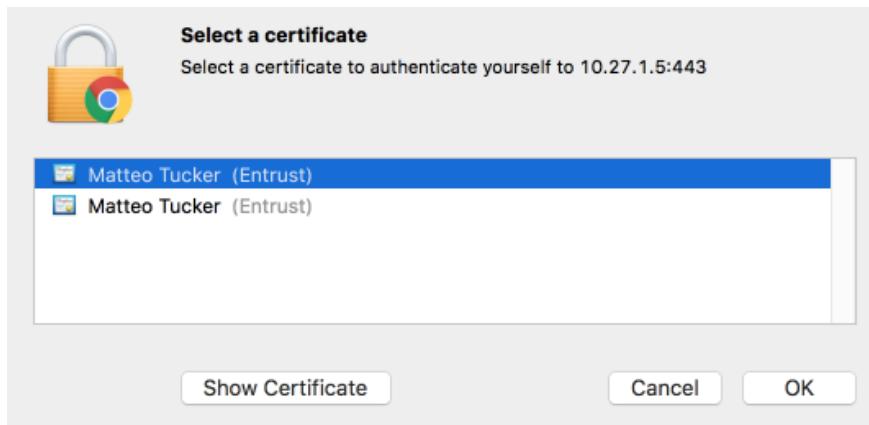 Select a certificate
Select a certificate to authenticate yourself to 10.27.1.5:443
Matteo Tucker (Entrust)
Matteo Tucker (Entrust)
Show Certificate
Cancel
OK